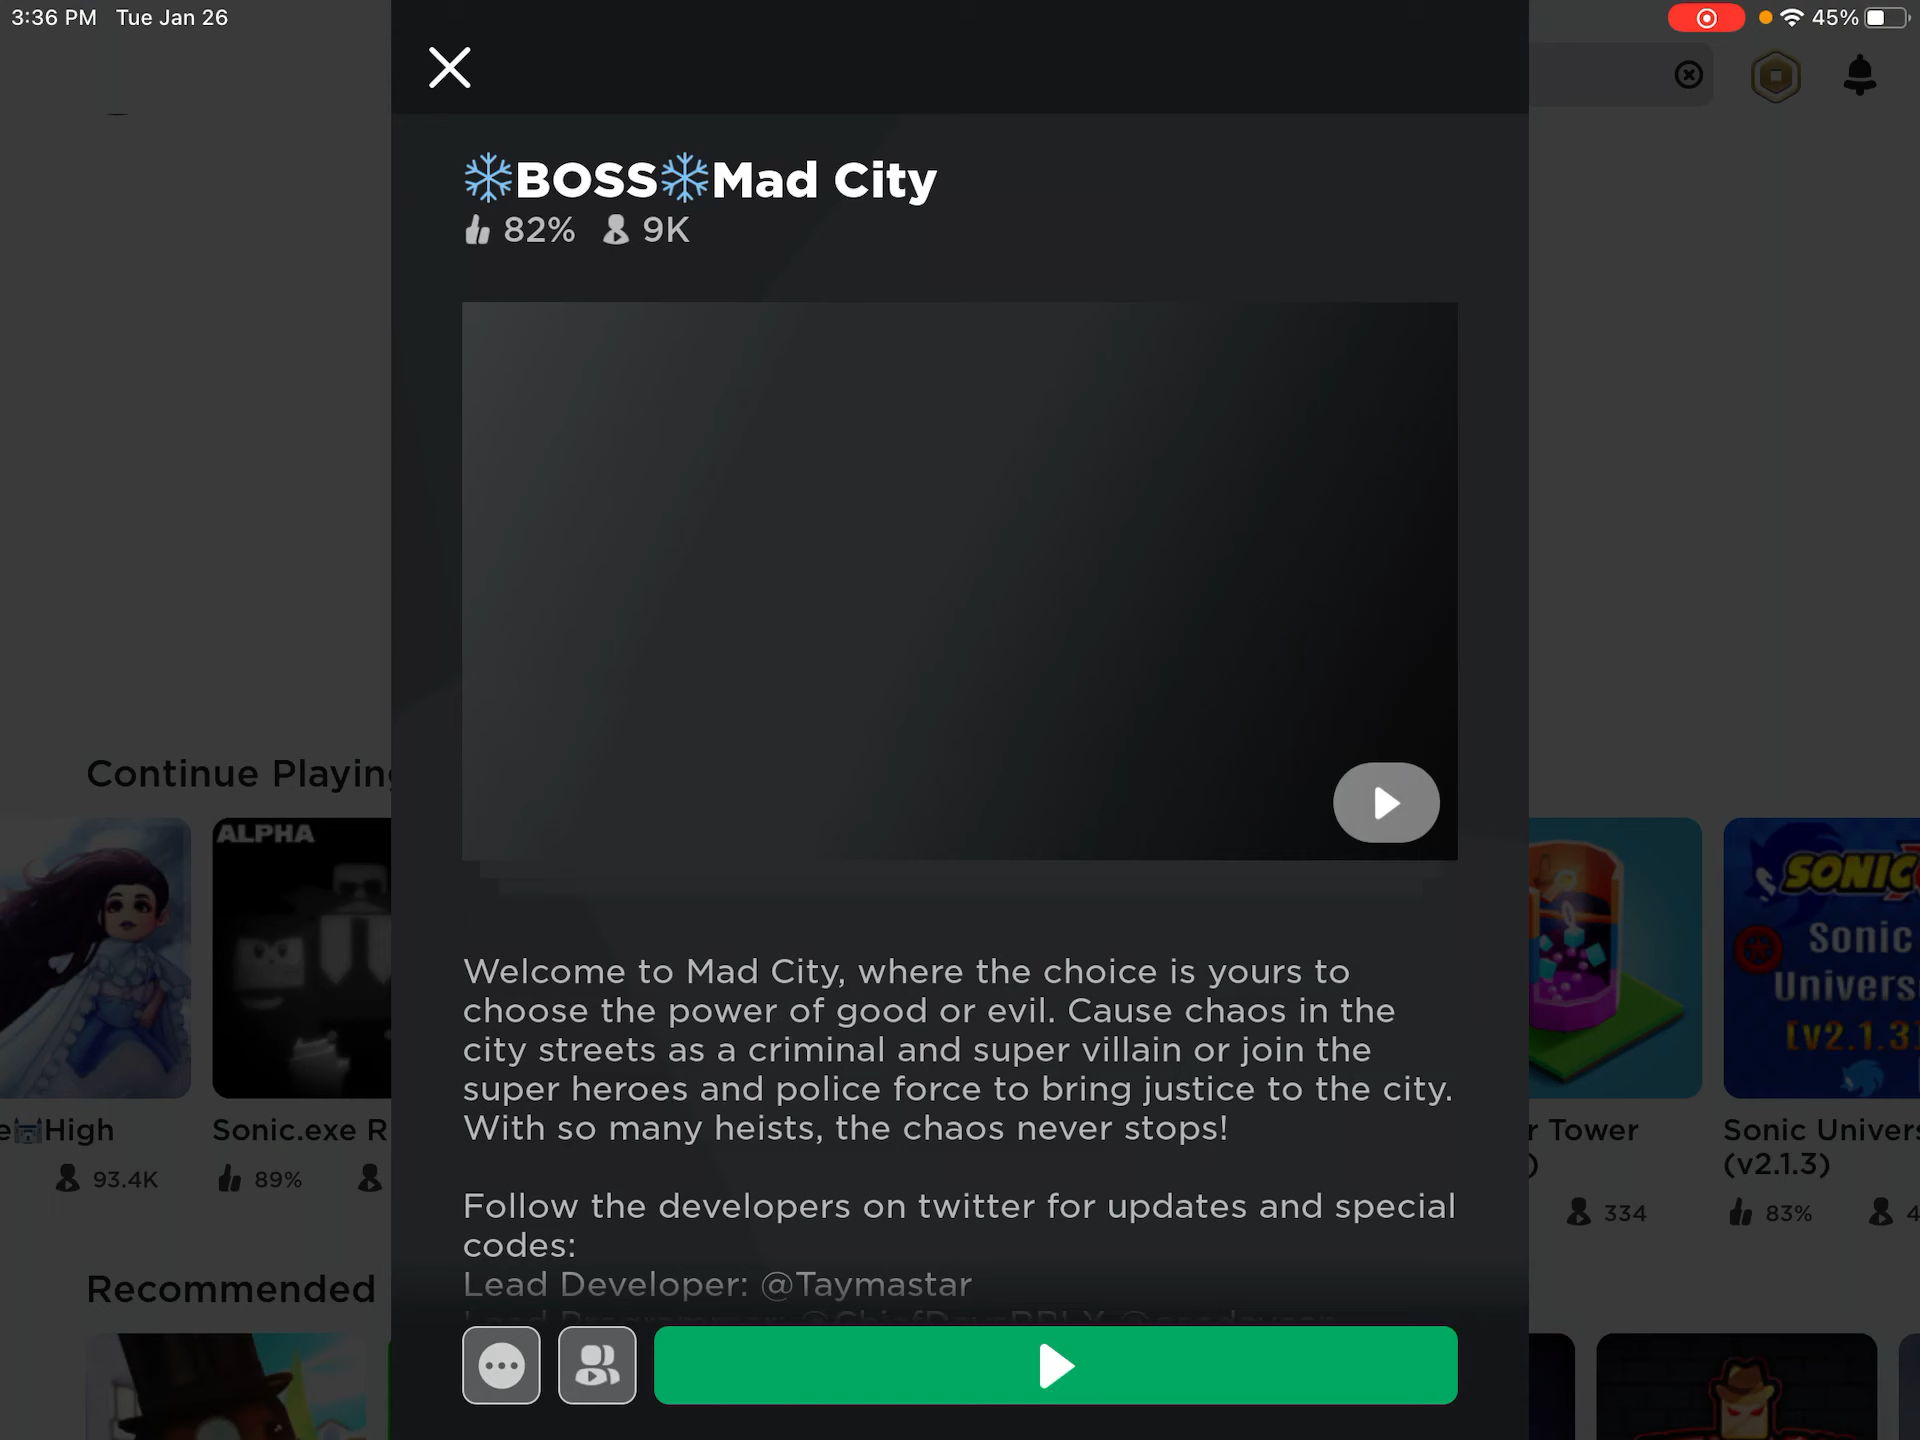 3:36 PM Tue Jan 26
45%
❄BOSS❄Mad City
82% 9K
Welcome to Mad City, where the choice is yours to
choose the power of good or evil. Cause chaos in the
city streets as a criminal and super villain or join the
super heroes and police force to bring justice to the city.
With so many heists, the chaos never stops!
Follow the developers on twitter for updates and special
codes:
Lead Developer: @Taymastar
Continue Playing
ALPHA
SONIC
Sonic
Univers
[v2.1.3]
e🏰High
93.4K
Sonic.exe R
89%
r Tower
)
334
Sonic Univers
(v2.1.3)
83% 4
Recommended